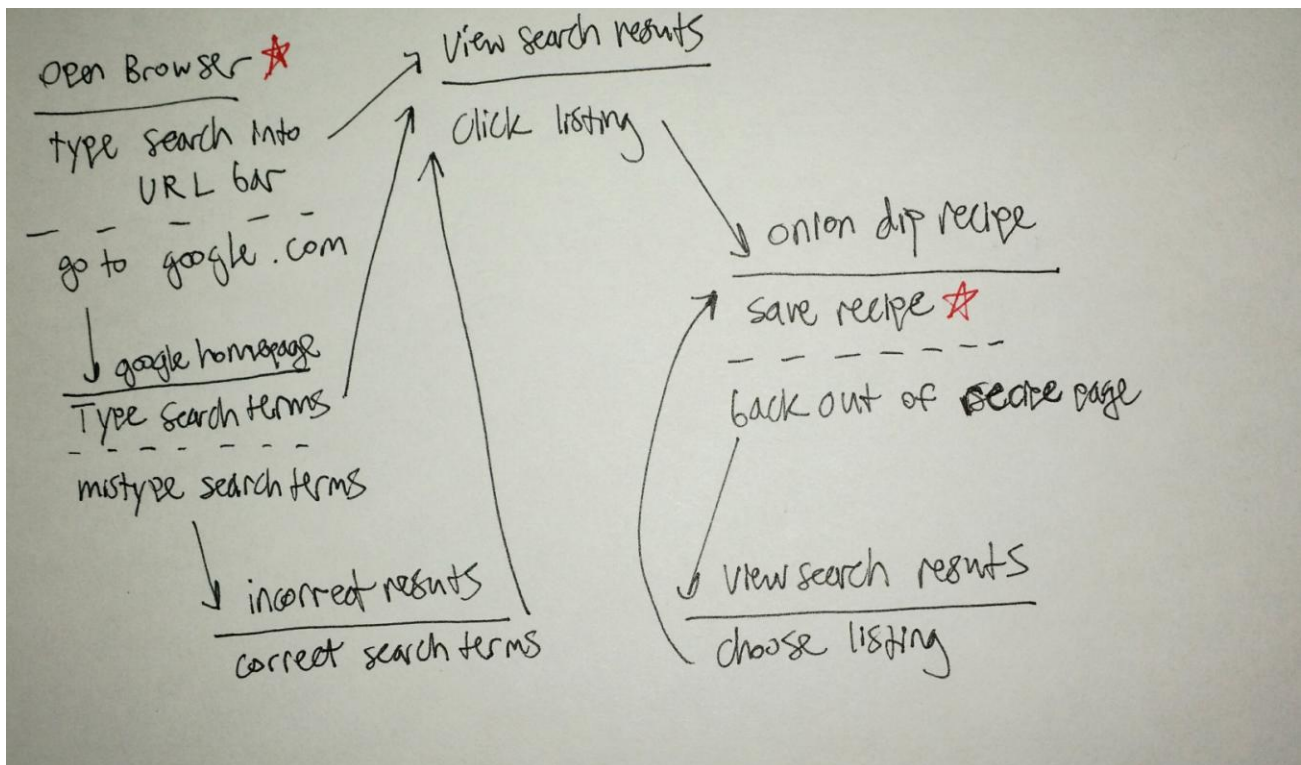 Open Browser
type search into
URL bar
go to google.com
google homepage
Type search terms
mistype search terms
incorrect results
correct search terms
View search results
click listing
onion dip recipe
save recipe
back out of recipe page
view search results
choose listing